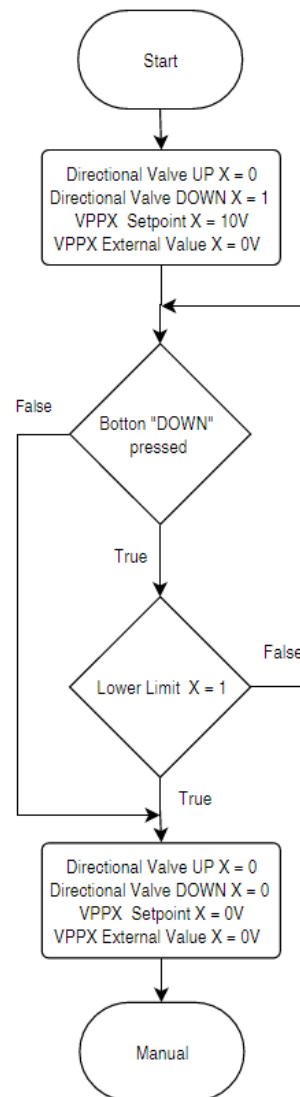 Start
Directional Valve UP X = 0
Directional Valve DOWN X = 1
VPPX Setpoint X = 10V
VPPX External Value X = 0V
False
Botton "DOWN"
pressed
True
False
Lower Limit X = 1
True
Directional Valve UP X = 0
Directional Valve DOWN X = 0
VPPX Setpoint X = 0V
VPPX External Value X = 0V
Manual